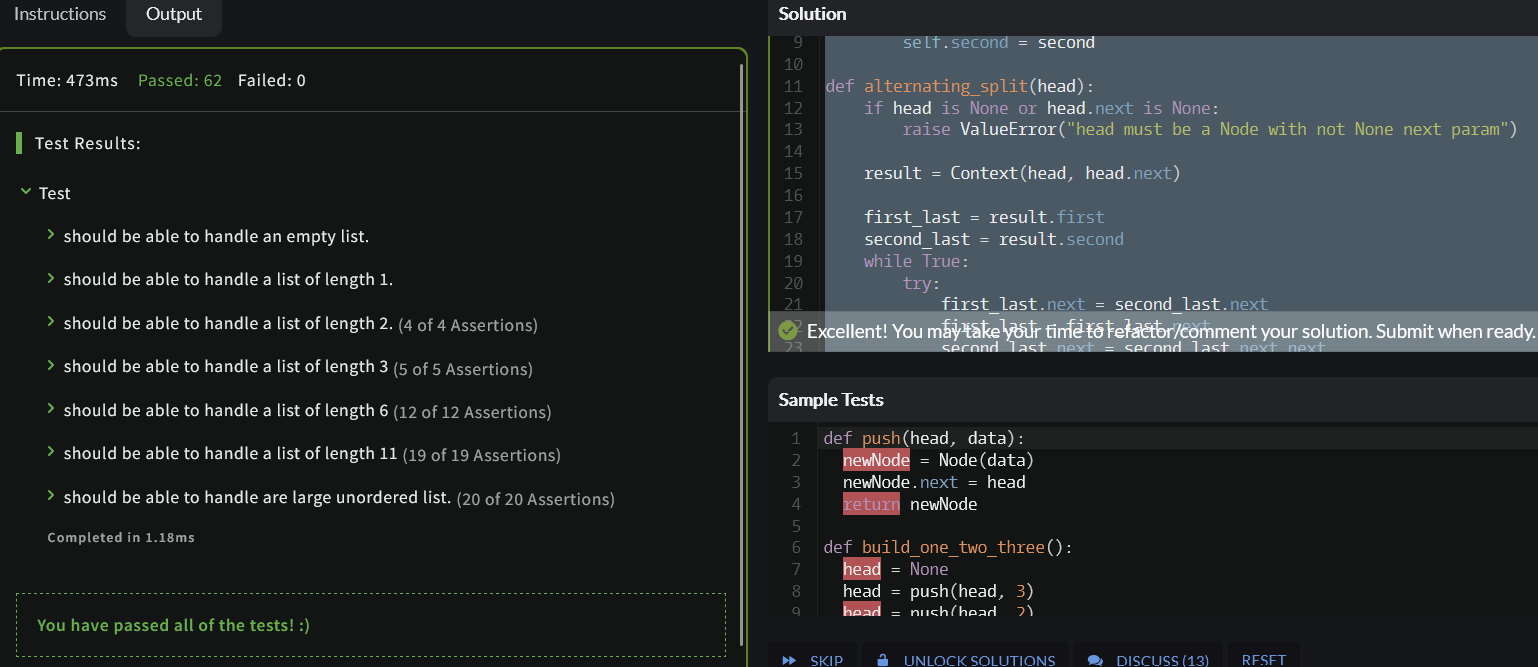 Instructions Output
Time: 473ms Passed: 62 Failed: 0
Test Results:
Test
should be able to handle an empty list.
should be able to handle a list of length 1.
should be able to handle a list of length 2. (4 of 4 Assertions)
should be able to handle a list of length 3 (5 of 5 Assertions)
should be able to handle a list of length 6 (12 of 12 Assertions)
should be able to handle a list of length 11 (19 of 19 Assertions)
should be able to handle are large unordered list. (20 of 20 Assertions)
Completed in 1.18ms
You have passed all of the tests! :)
Solution
9 self.second = second
10
11 def alternating_split(head):
12 if head is None or head.next is None:
13 raise ValueError("head must be a Node with not None next param")
14
15 result = Context(head, head.next)
16
17 first_last = result.first
18 second_last = result.second
19 while True:
20 try:
21 first_last.next = second_last.next
22 first_last = first_last.next
Excellent! You may take your time to refactor/comment your solution. Submit when ready.
23 second_last.next = second_last.next.next
Sample Tests
1 def push(head, data):
2 newNode = Node(data)
3 newNode.next = head
4 return newNode
5
6 def build_one_two_three():
7 head = None
8 head = push(head, 3)
9 head = push(head, 2)
SKIP UNLOCK SOLUTIONS DISCUSS (13) RESET